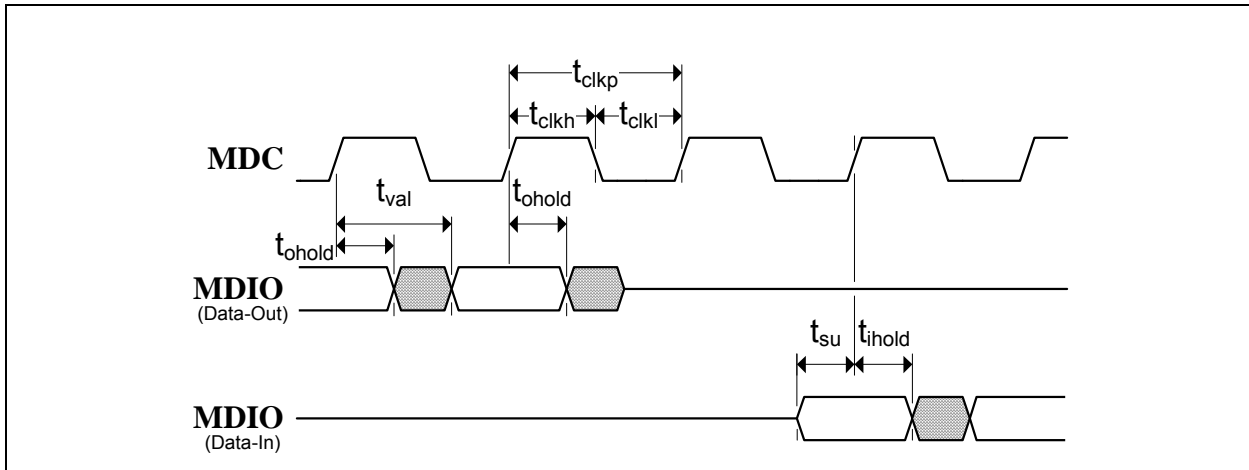 tclkp
tclkh tclkl
MDC
tval tohold
tohold
MDIO
(Data-Out)
tsu tihold
MDIO
(Data-In)